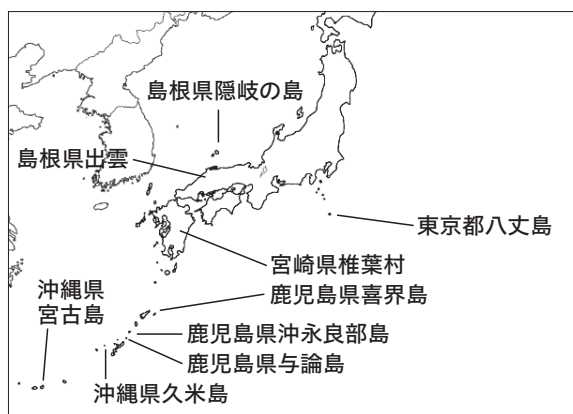 島根県隠岐の島
島根県出雲
東京都八丈島
宮崎県椎葉村
沖縄県
宮古島
鹿児島県喜界島
鹿児島県沖永良部島
鹿児島県与論島
沖縄県久米島